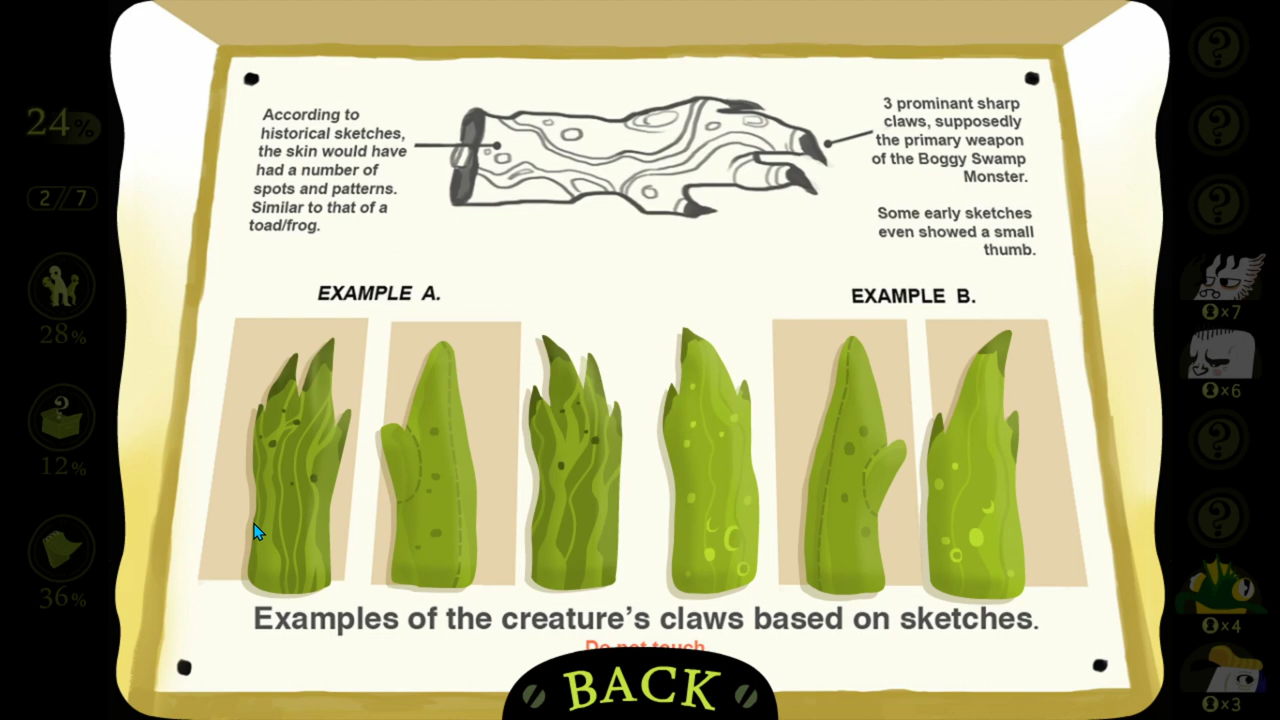 According to
historical sketches,
the skin would have
had a number of
spots and patterns.
Similar to that of a
toad/frog.
3 prominant sharp
claws, supposedly
the primary weapon
of the Boggy Swamp
Monster.
Some early sketches
even showed a small
thumb.
EXAMPLE A.
EXAMPLE B.
Examples of the creature's claws based on sketches.
Do not touch
BACK
24%
2/7
28%
?
12%
36%
?
?
?
x7
x6
?
?
x4
x3